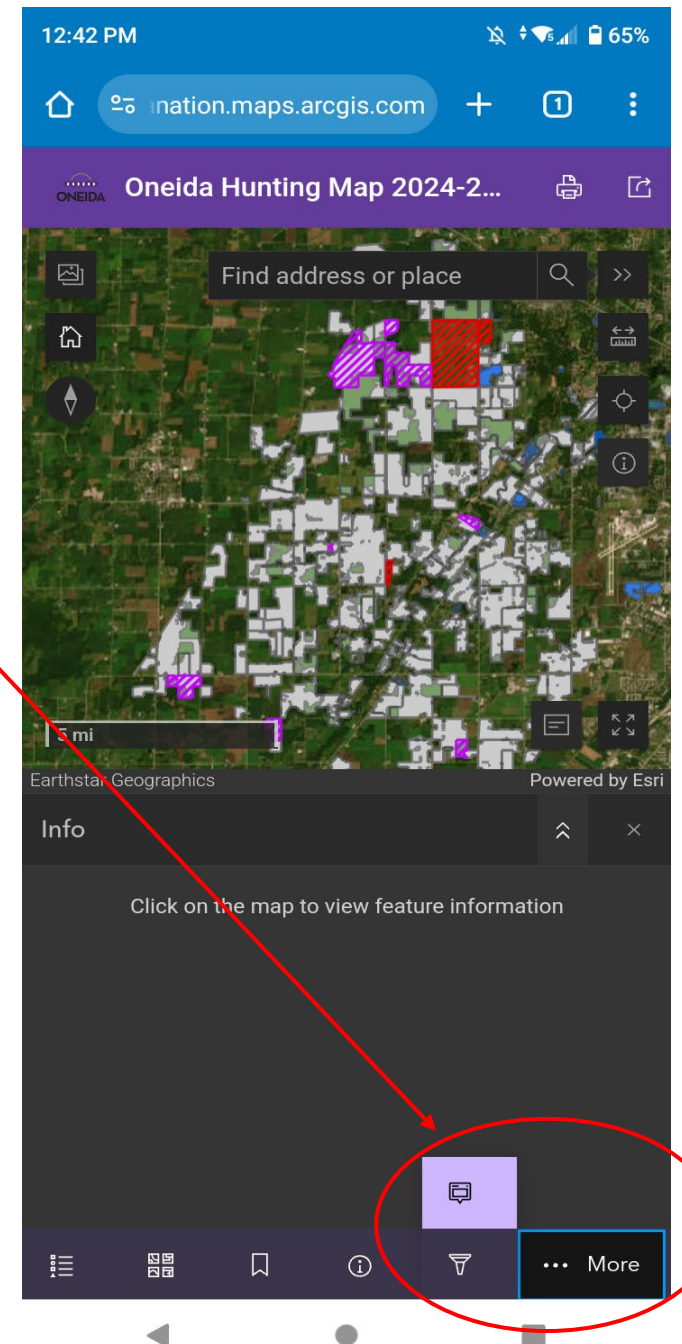 12:42 PM
5
65%
nation.maps.arcgis.com
1
ONEIDA
Oneida Hunting Map 2024-2...
Find address or place
5 mi
Earthstar Geographics
Powered by Esri
Info
Click on the map to view feature information
More